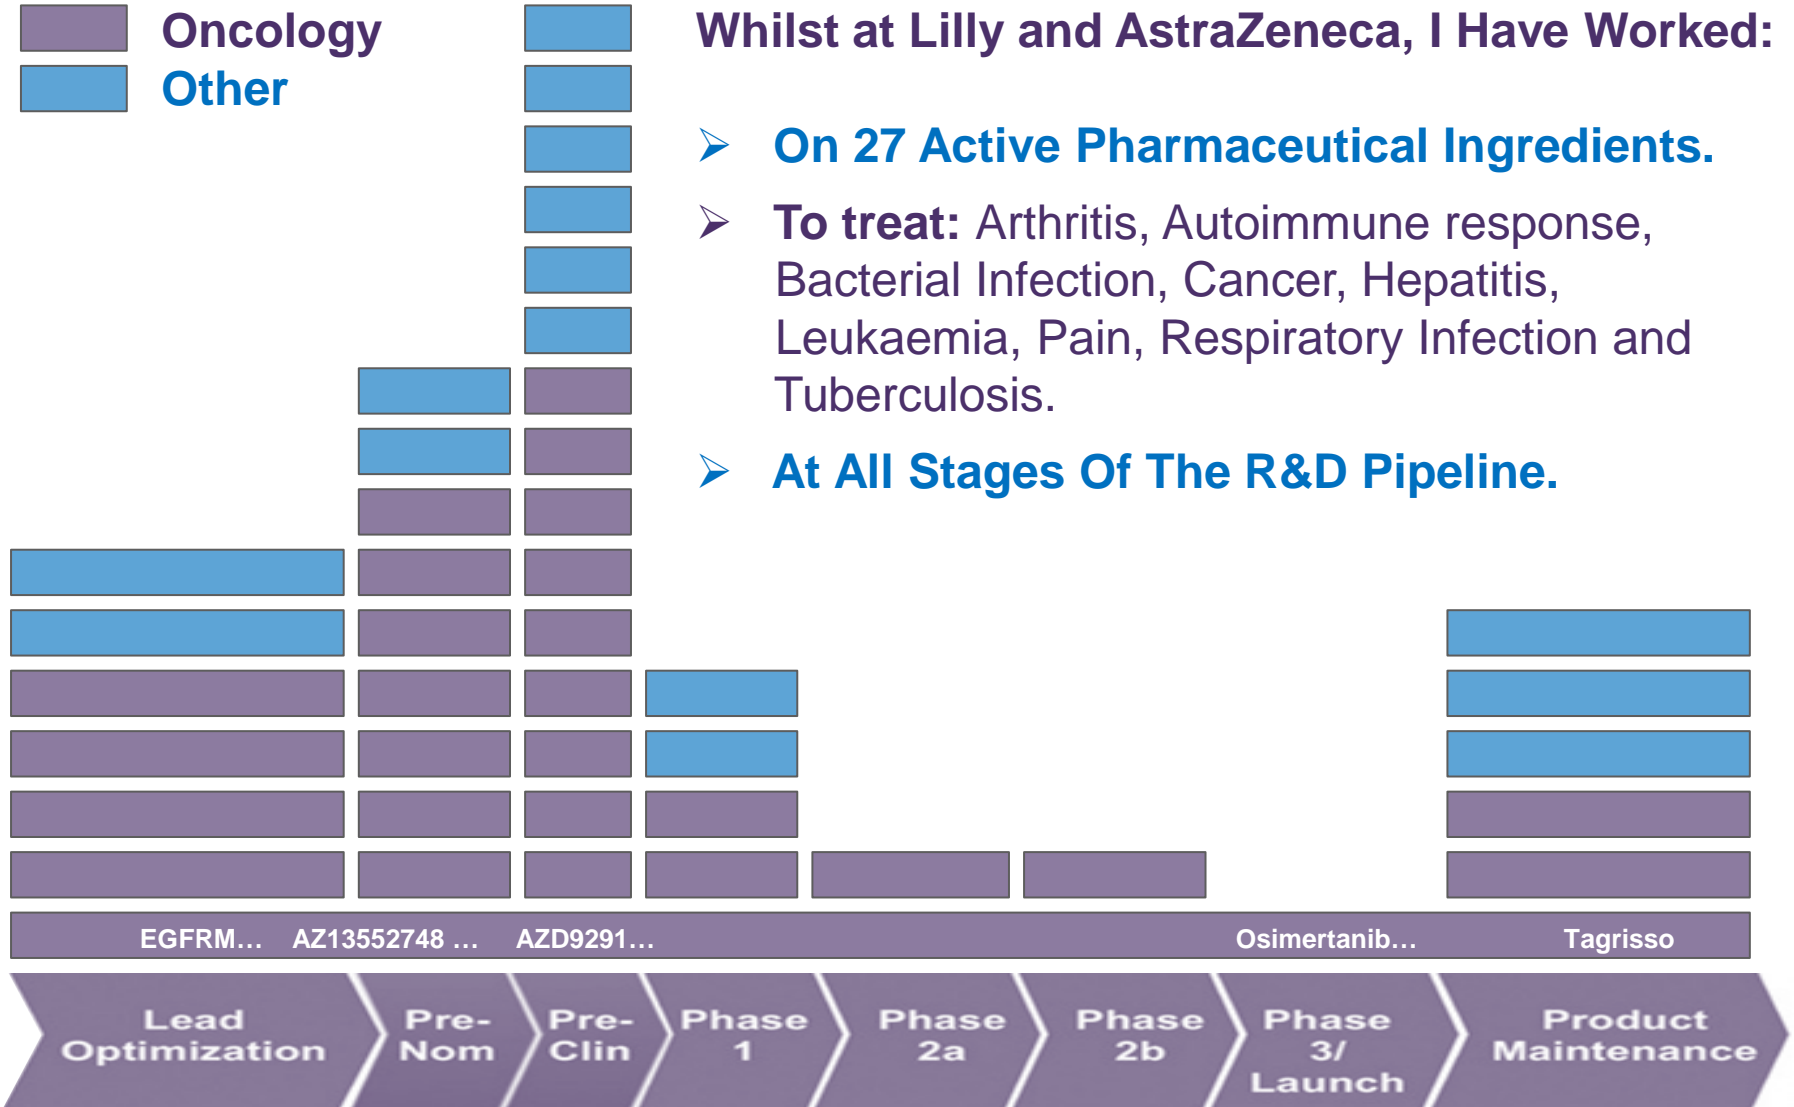 Oncology
Other
Whilst at Lilly and AstraZeneca, I Have Worked:
➢ On 27 Active Pharmaceutical Ingredients.
➢ To treat: Arthritis, Autoimmune response,
Bacterial Infection, Cancer, Hepatitis,
Leukaemia, Pain, Respiratory Infection and
Tuberculosis.
➢ At All Stages Of The R&D Pipeline.
EGFRM… AZ13552748 … AZD9291… Osimertanib… Tagrisso
Lead
Optimization
Pre-
Nom
Pre-
Clin
Phase
1
Phase
2a
Phase
2b
Phase
3/
Launch
Product
Maintenance